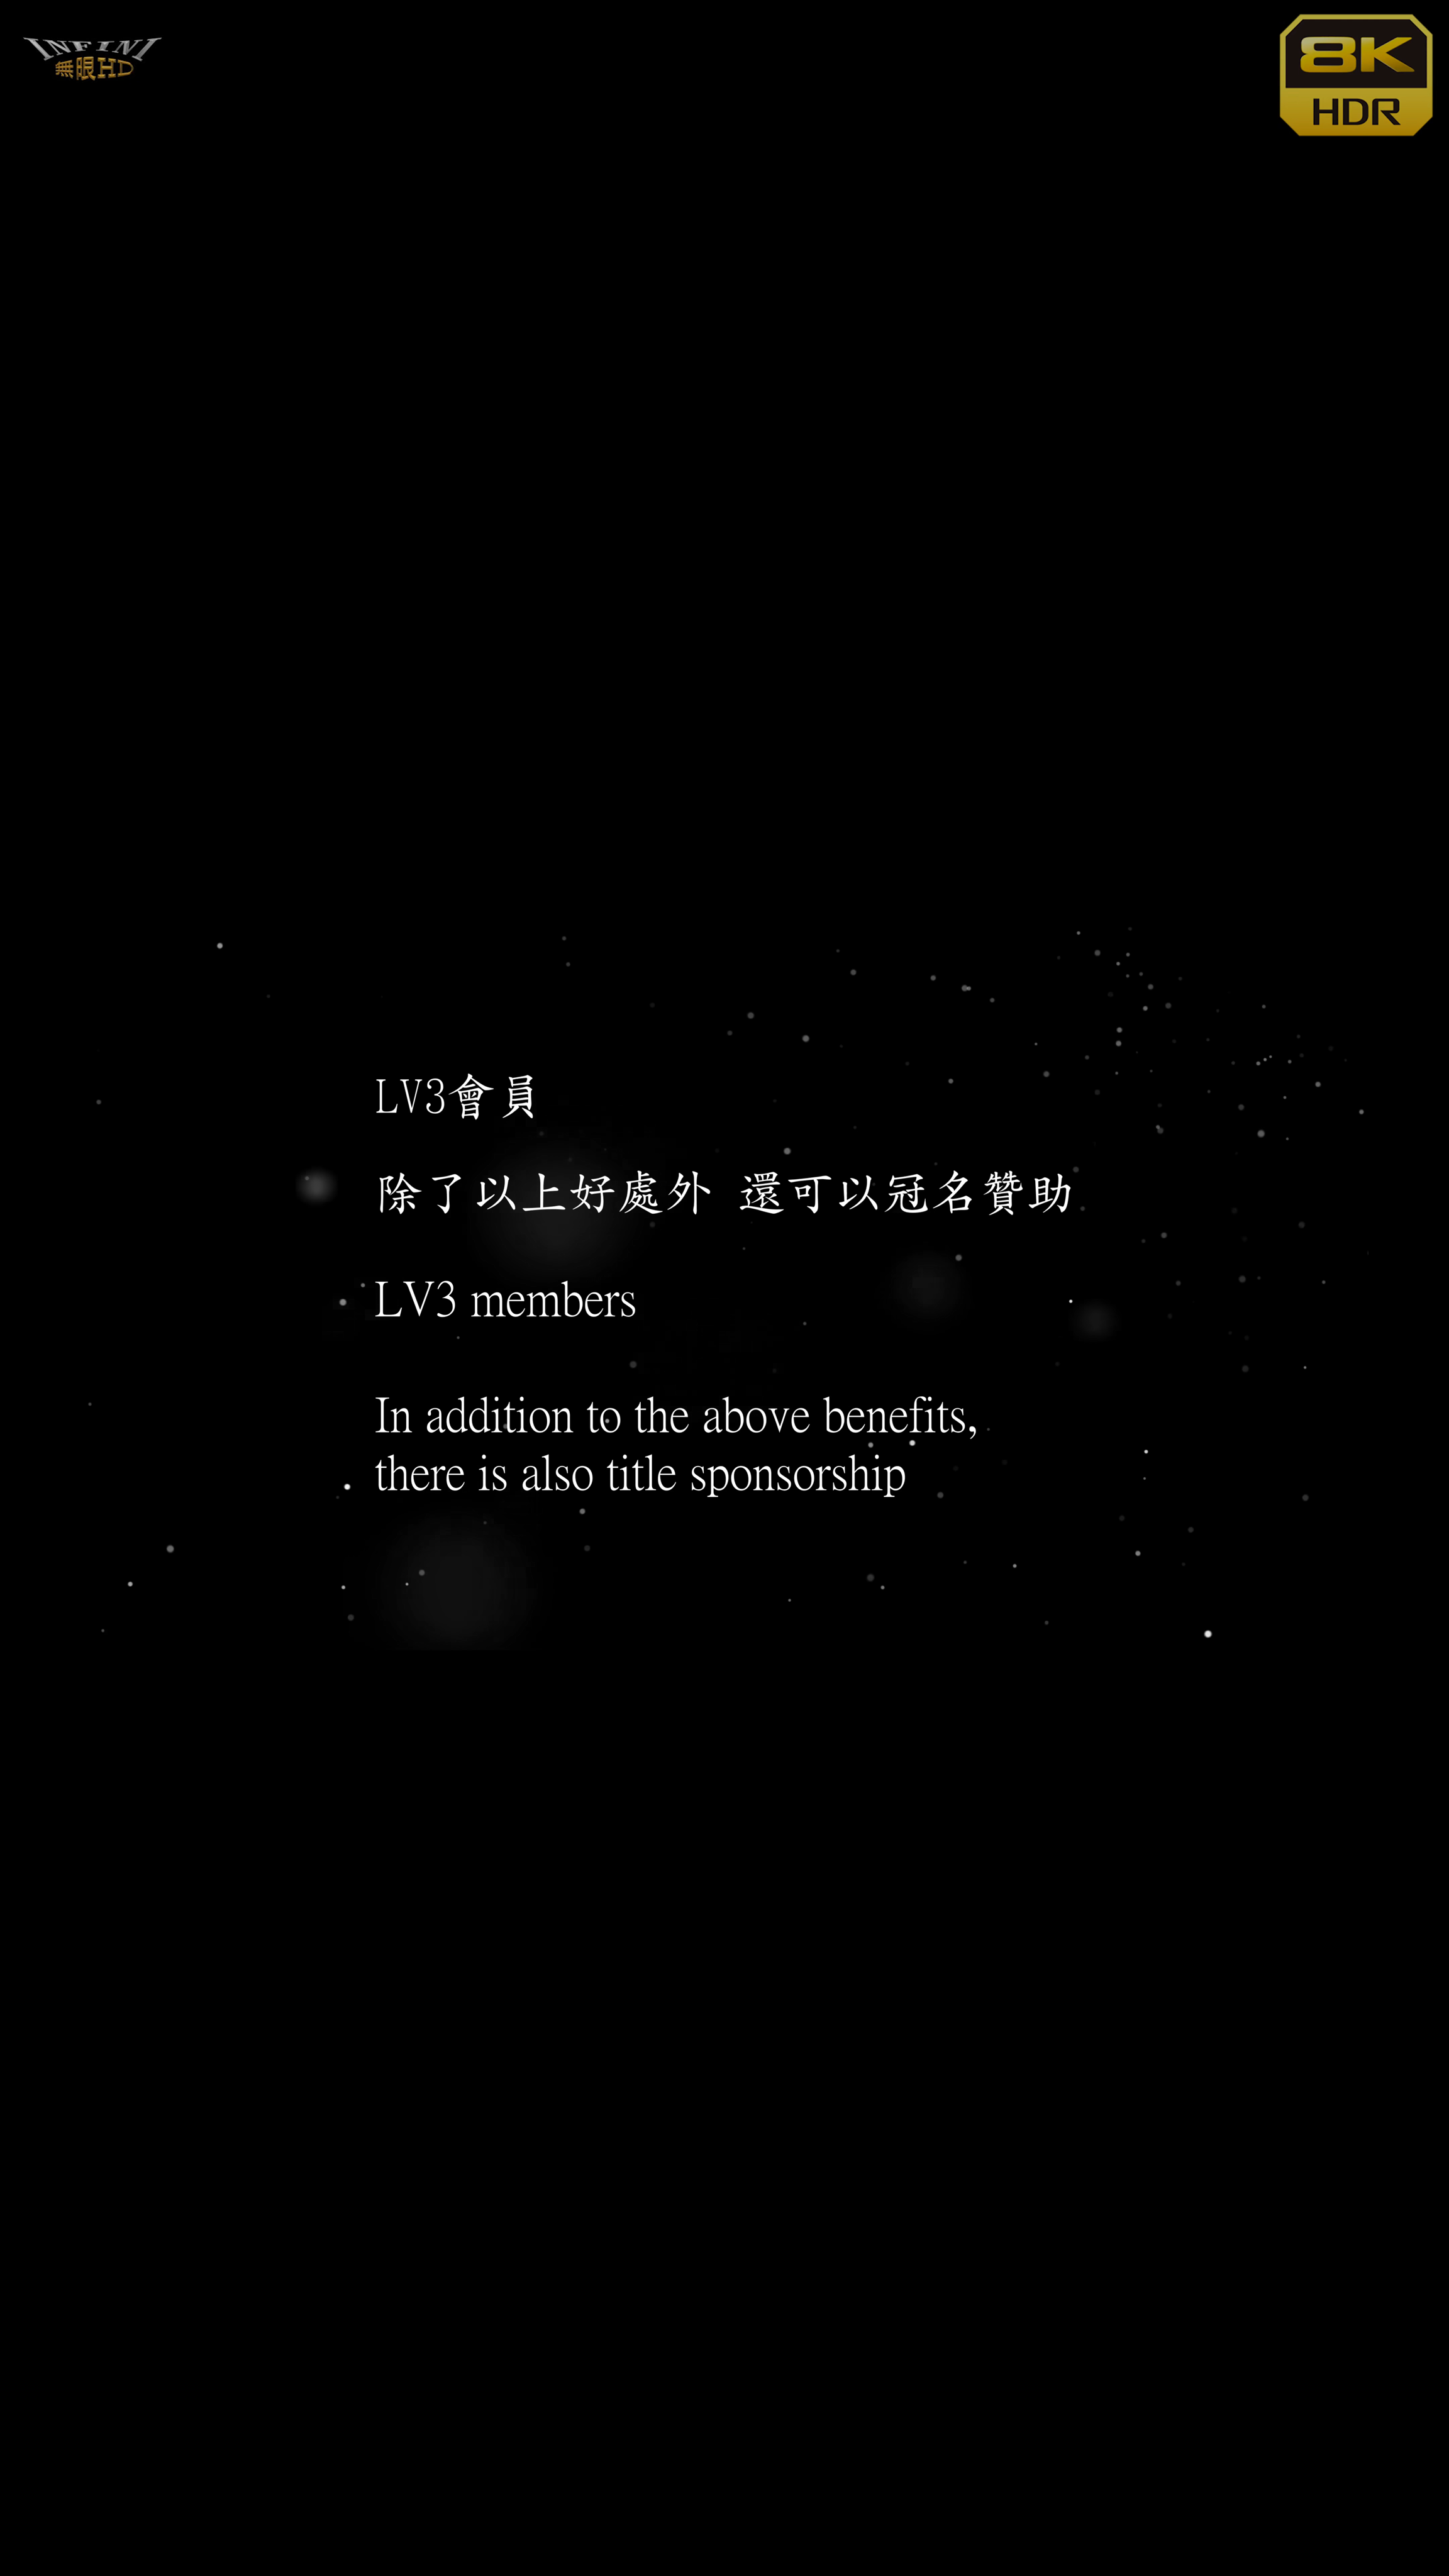 INFINI
無限HD
8K
HDR
LV3會員
除了以上好處外 還可以冠名贊助
LV3 members
In addition to the above benefits,
there is also title sponsorship